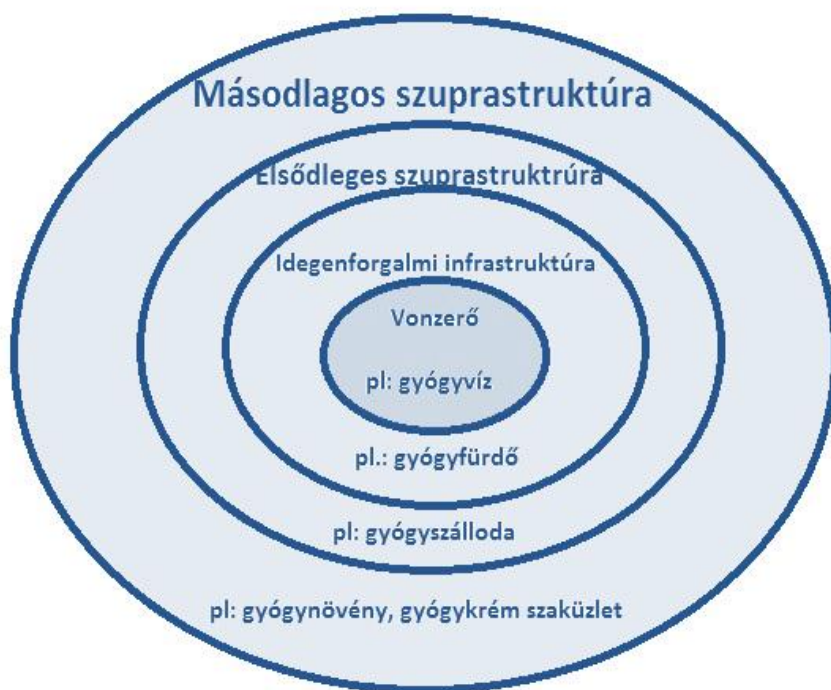 Másodlagos szuprastruktúra
Elsődleges szuprastruktrúra
Idegenforgalmi infrastruktúra
Vonzerő
pl: gyógyvíz
pl.: gyógyfürdő
pl: gyógyszálloda
pl: gyógynövény, gyógykrém szaküzlet